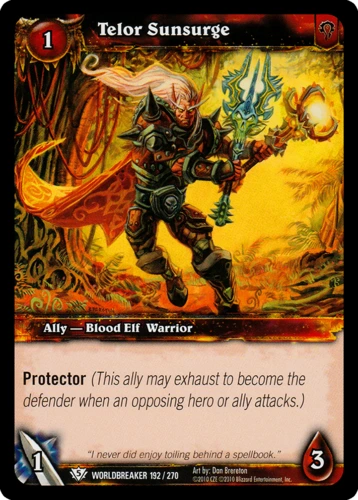 1
Telor Sunsurge
Ally — Blood Elf Warrior
Protector (This ally may exhaust to become the
defender when an opposing hero or ally attacks.)
"I never did enjoy toiling behind a spellbook."
1
S
WORLDBREAKER 192 / 270
Art by: Dan Brereton
©2010 CZE ©2010 Blizzard Entertainment, Inc.
3